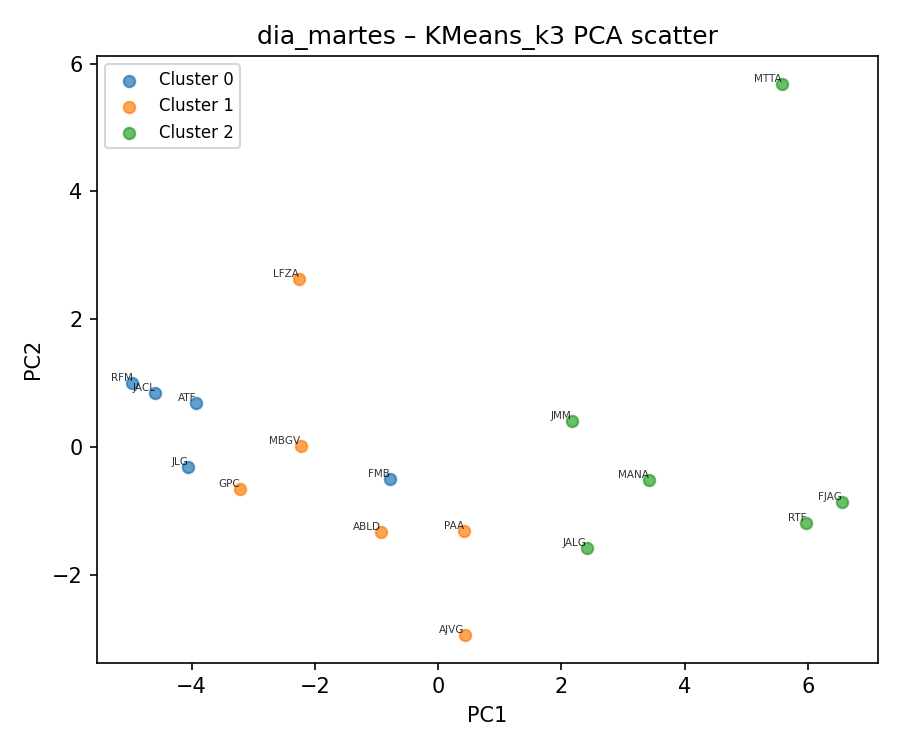 dia_martes – KMeans_k3 PCA scatter
Cluster 0
Cluster 1
Cluster 2
PC2
6
4
2
0
−2
MTTA
LFZA
RFM
JACL
ATF
JMM
MBGV
JLG
FMB
MANA
GPC
FJAG
ABLD
PAA
RTF
JALG
AJVG
−4
−2
0
2
4
6
PC1